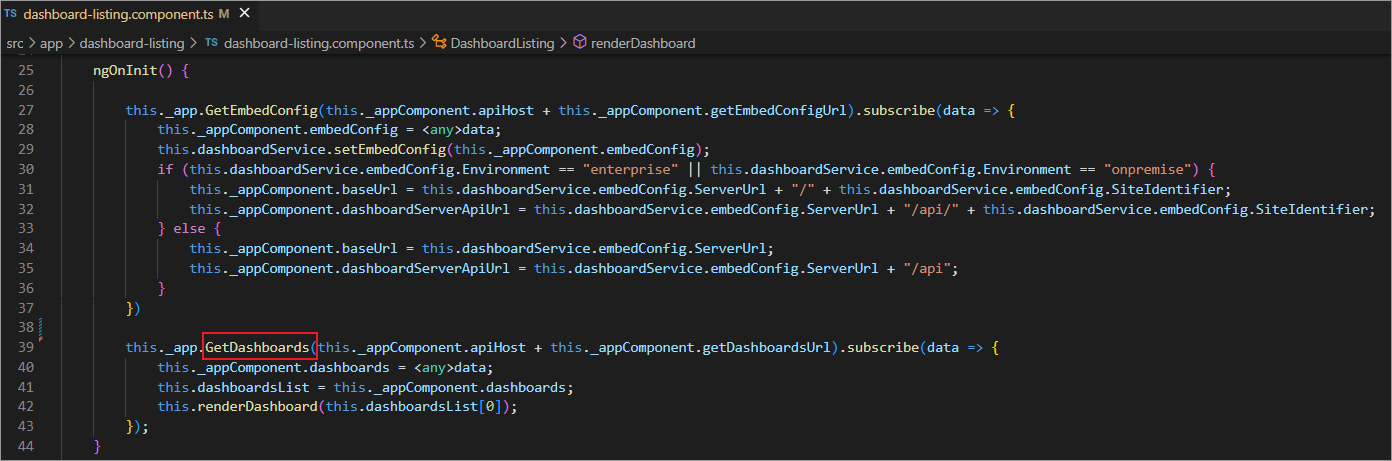 TS dashboard-listing.component.ts M ×
src > app > dashboard-listing > TS dashboard-listing.component.ts > DashboardListing > renderDashboard
25 ngOnInit() {
26
27 this._app.GetEmbedConfig(this._appComponent.apiHost + this._appComponent.getEmbedConfigUrl).subscribe(data => {
28 this._appComponent.embedConfig = <any>data;
29 this.dashboardService.setEmbedConfig(this._appComponent.embedConfig);
30 if (this.dashboardService.embedConfig.Environment == "enterprise" || this.dashboardService.embedConfig.Environment == "onpremise") {
31 this._appComponent.baseUrl = this.dashboardService.embedConfig.ServerUrl + "/" + this.dashboardService.embedConfig.SiteIdentifier;
32 this._appComponent.dashboardServerApiUrl = this.dashboardService.embedConfig.ServerUrl + "/api/" + this.dashboardService.embedConfig.SiteIdentifier;
33 } else {
34 this._appComponent.baseUrl = this.dashboardService.embedConfig.ServerUrl;
35 this._appComponent.dashboardServerApiUrl = this.dashboardService.embedConfig.ServerUrl + "/api";
36 }
37 })
38
39 this._app.GetDashboards(this._appComponent.apiHost + this._appComponent.getDashboardsUrl).subscribe(data => {
40 this._appComponent.dashboards = <any>data;
41 this.dashboardsList = this._appComponent.dashboards;
42 this.renderDashboard(this.dashboardsList[0]);
43 });
44 }